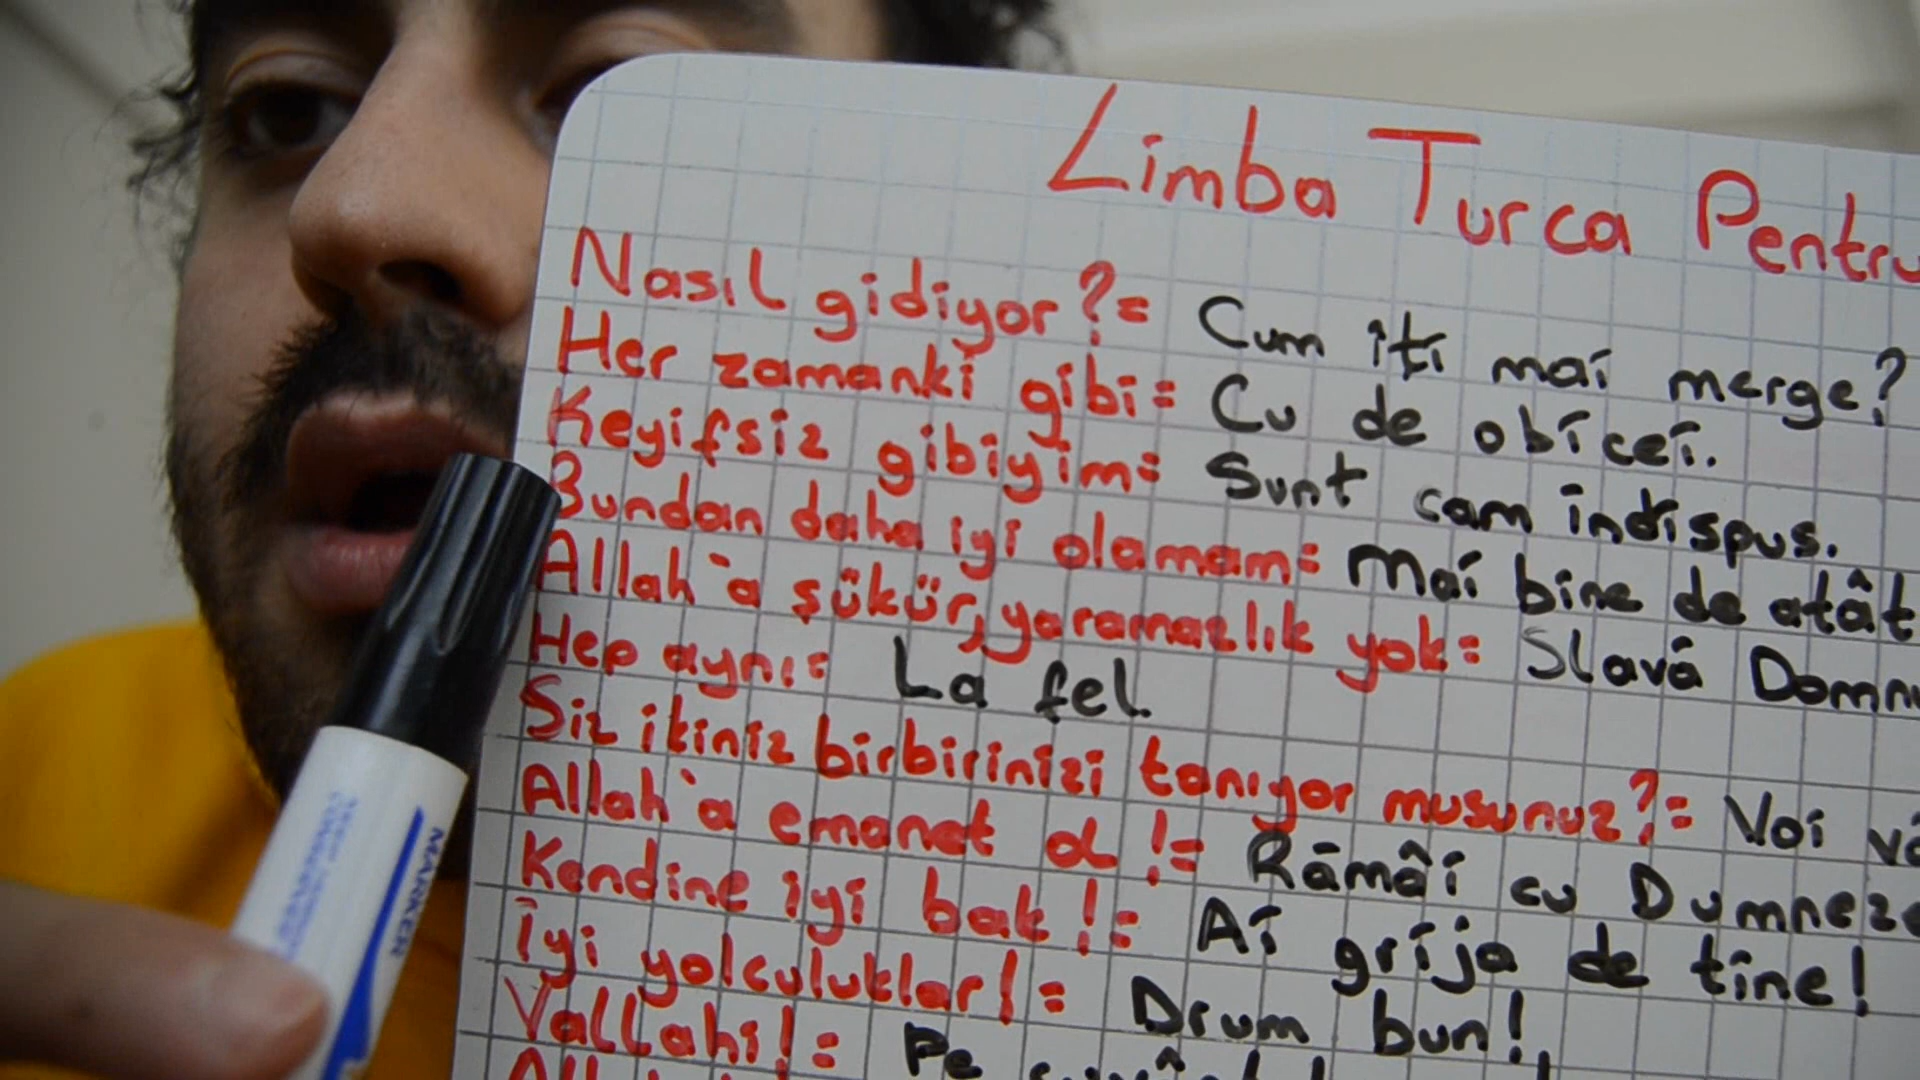 Limba Turca Pentru
Nasıl gidiyor?= Cum îți mai merge?
Her zamanki gibi= Cu de obicei.
Keyifsiz gibiyim= Sunt cam indispus.
Bundan daha iyi olamam= Mai bine de atât
Allah'a şükür, yaramazlık yok= Slavă Domnu
Hep aynı= La fel.
Siz ikiniz birbirinizi tanıyor musunuz?= Voi vă
Allah'a emanet ol!= Rămâi cu Dumneze
Kendine iyi bak!= Ai grija de tine!
İyi yolculuklar!= Drum bun!
Vallahi!= Pe
MARKER